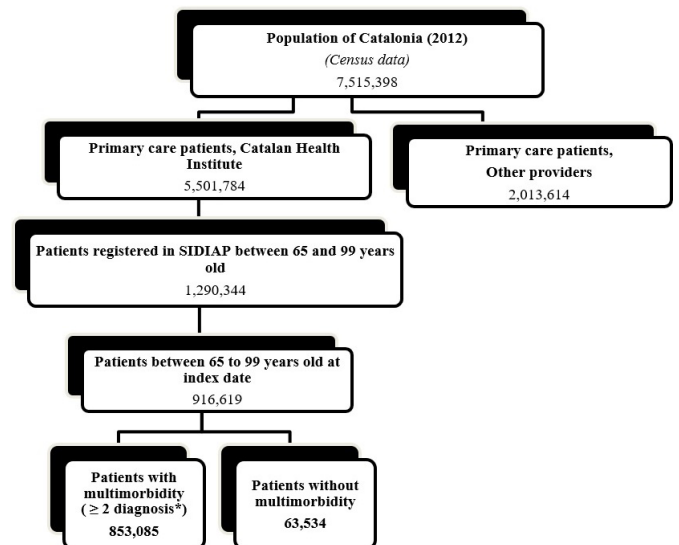 Population of Catalonia (2012)
(Census data)
7,515,398
Primary care patients, Catalan Health
Institute
5,501,784
Primary care patients,
Other providers
2,013,614
Patients registered in SIDIAP between 65 and 99 years
old
1,290,344
Patients between 65 to 99 years old at
index date
916,619
Patients with
multimorbidity
( ≥ 2 diagnosis*)
853,085
Patients without
multimorbidity
63,534